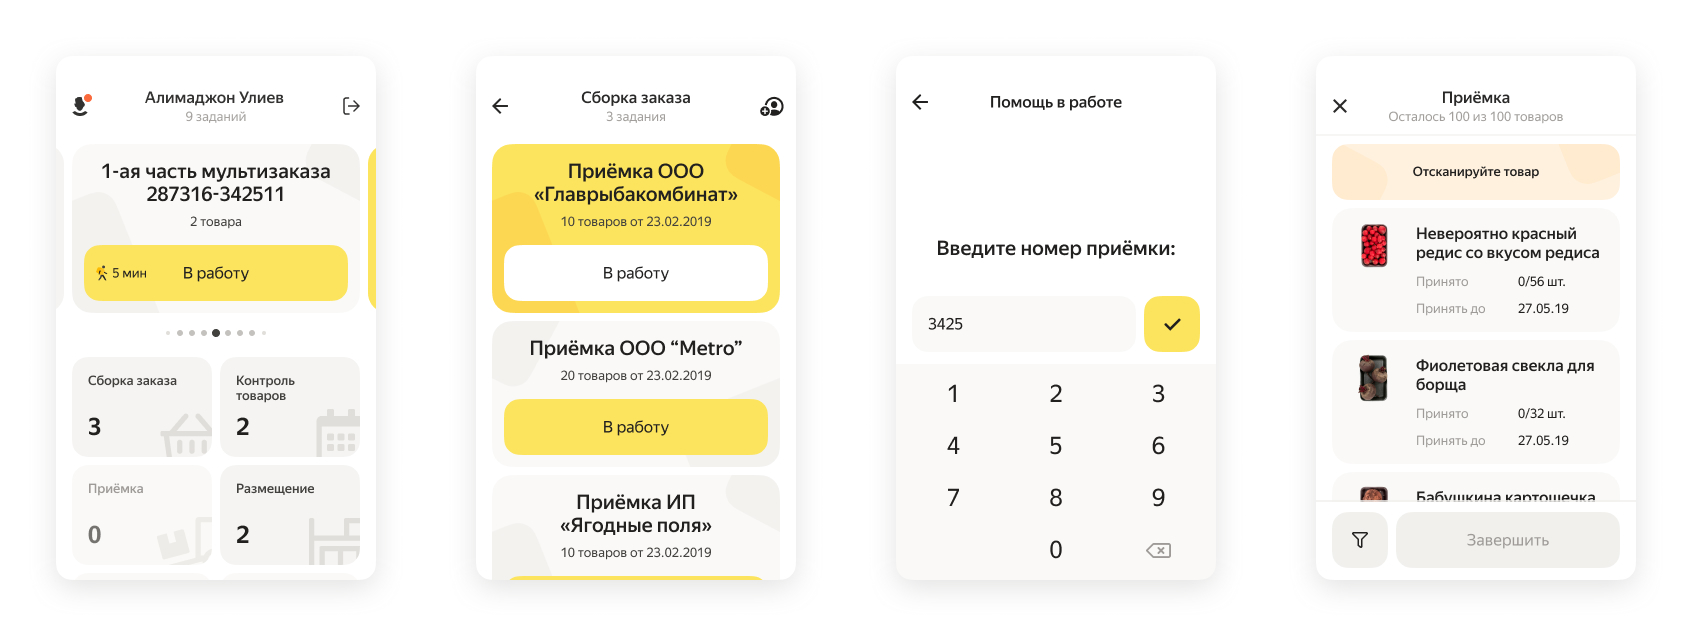 Алимаджон Улиев
9 заданий
1-ая часть мультизаказа
287316-342511
2 товара
5 мин
В работу
Сборка заказа
3
Контроль
товаров
2
Приёмка
0
Размещение
2
Сборка заказа
3 задания
Приёмка ООО
«Главрыбакомбинат»
10 товаров от 23.02.2019
В работу
Приёмка ООО “Metro”
20 товаров от 23.02.2019
В работу
Приёмка ИП
«Ягодные поля»
10 товаров от 23.02.2019
Помощь в работе
Введите номер приёмки:
3425
1 2 3
4 5 6
7 8 9
0
Приёмка
Осталось 100 из 100 товаров
Отсканируйте товар
Невероятно красный
редис со вкусом редиса
Принято 0/56 шт.
Принять до 27.05.19
Фиолетовая свекла для
борща
Принято 0/32 шт.
Принять до 27.05.19
Бабушкина картошечка
Завершить